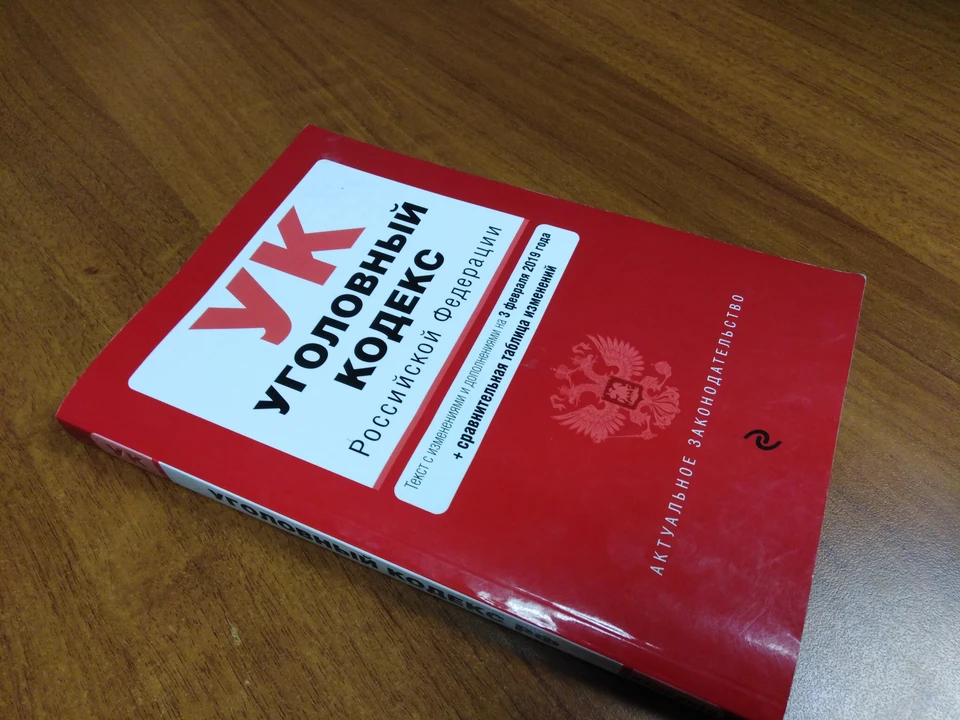 УК
УГОЛОВНЫЙ
КОДЕКС
Российской Федерации
Текст с изменениями и дополнениями на 3 февраля 2019 года
+ сравнительная таблица изменений
АКТУАЛЬНОЕ ЗАКОНОДАТЕЛЬСТВО
УК
УГОЛОВНЫЙ КОДЕКС РФ